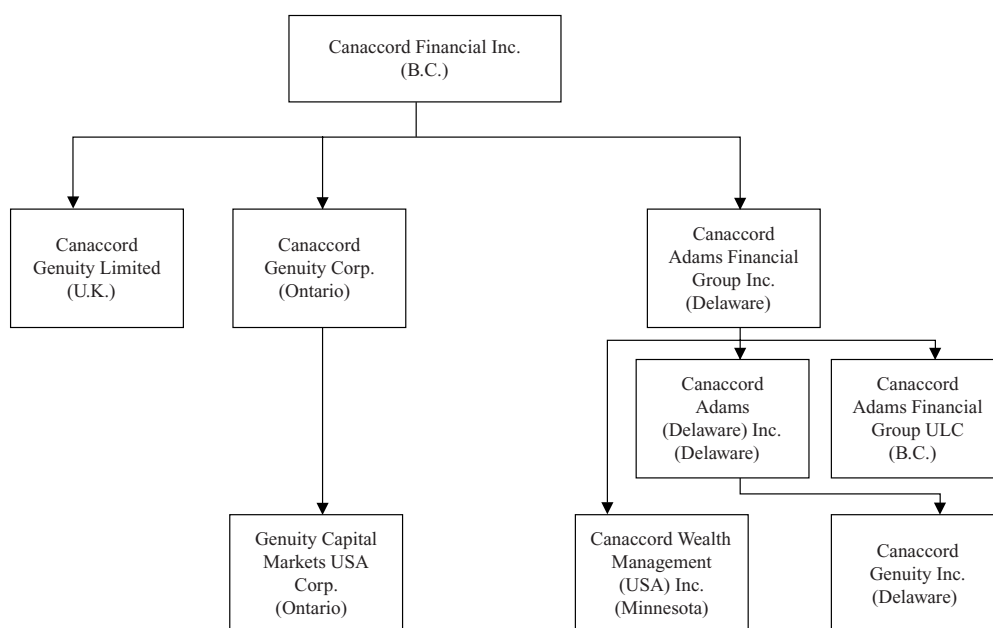 Canaccord Financial Inc.
(B.C.)
Canaccord
Genuity Limited
(U.K.)
Canaccord
Genuity Corp.
(Ontario)
Canaccord
Adams Financial
Group Inc.
(Delaware)
Canaccord
Adams
(Delaware) Inc.
(Delaware)
Canaccord
Adams Financial
Group ULC
(B.C.)
Genuity Capital
Markets USA
Corp.
(Ontario)
Canaccord Wealth
Management
(USA) Inc.
(Minnesota)
Canaccord
Genuity Inc.
(Delaware)